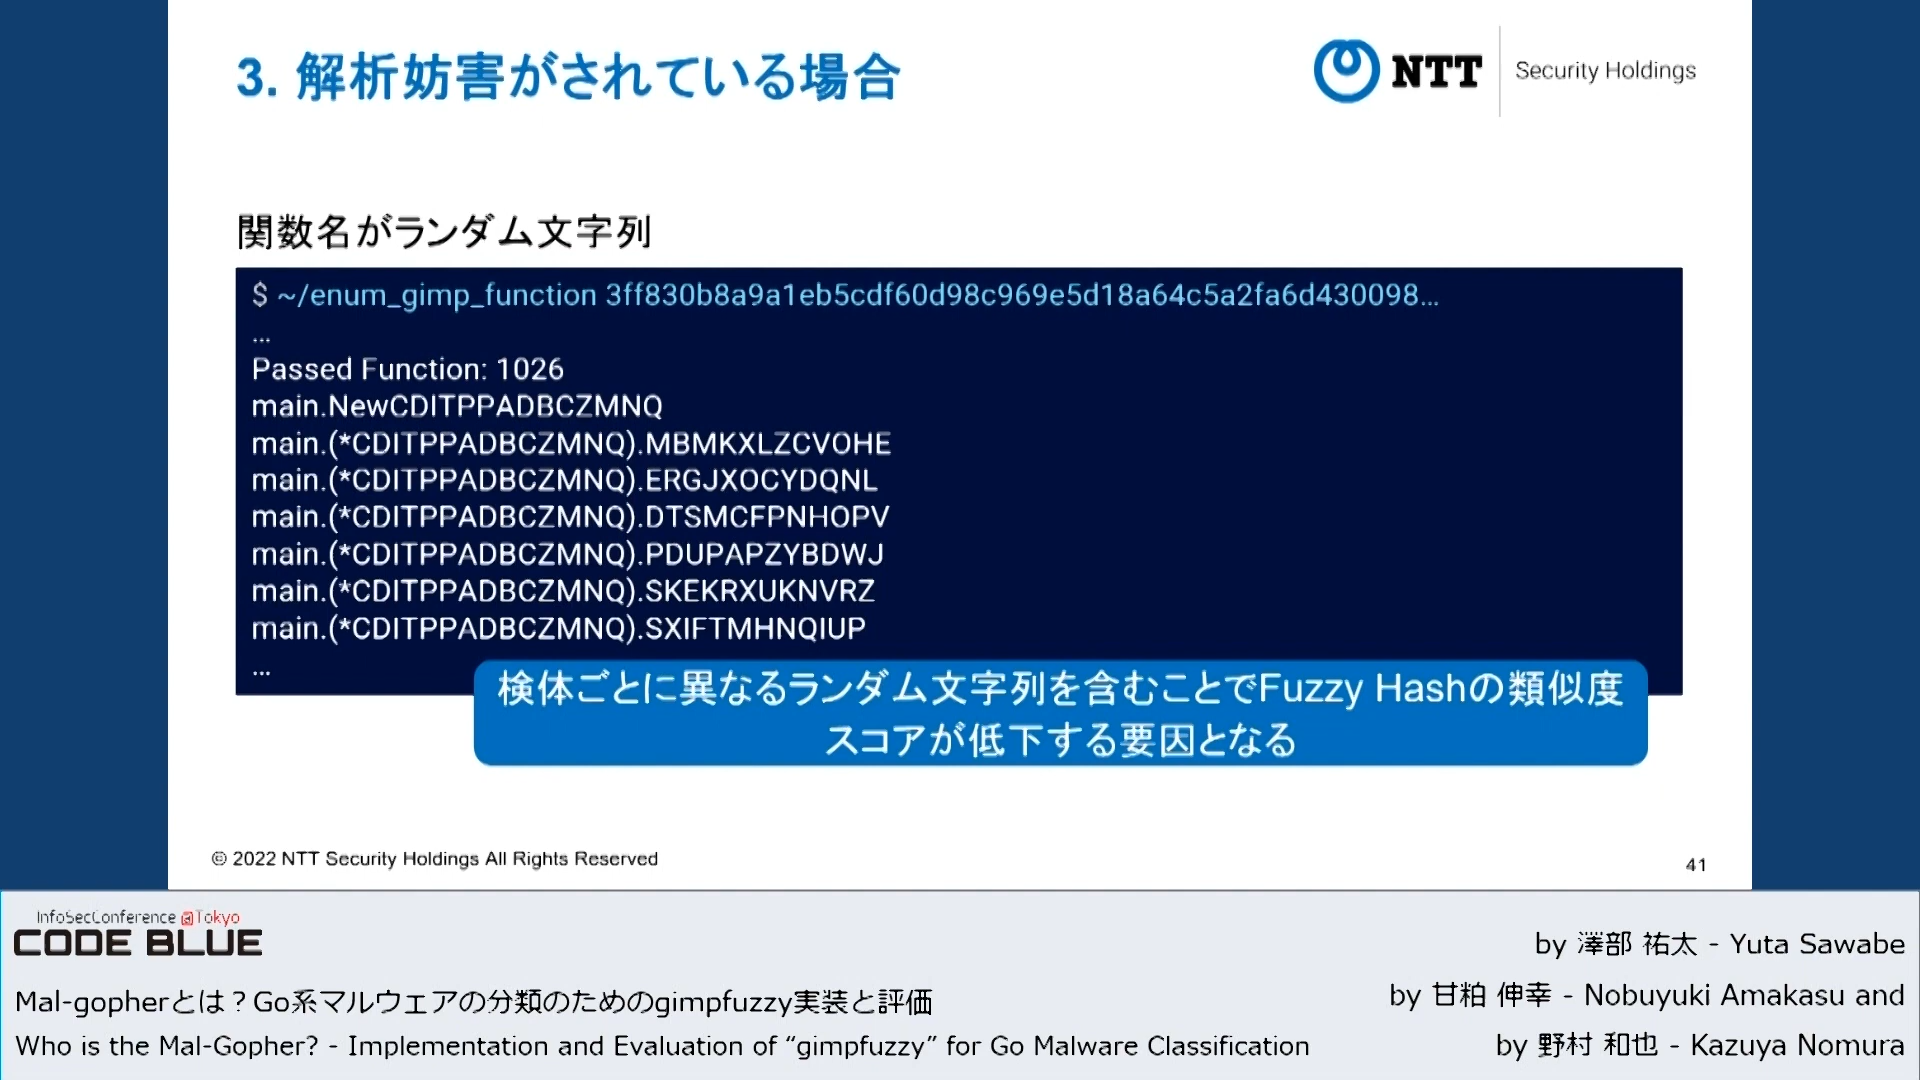 3. 解析妨害がされている場合
NTT
Security Holdings
関数名がランダム文字列
$ ~/enum_gimp_function 3ff830b8a9a1eb5cdf60d98c969e5d18a64c5a2fa6d430098...
...
Passed Function: 1026
main.NewCDITPPADBCZMNQ
main.(*CDITPPADBCZMNQ).MBMKXLZCVOHE
main.(*CDITPPADBCZMNQ).ERGJXOCYDQNL
main.(*CDITPPADBCZMNQ).DTSMCFPNHOPV
main.(*CDITPPADBCZMNQ).PDUPAPZYBDWJ
main.(*CDITPPADBCZMNQ).SKEKRXUKNVRZ
main.(*CDITPPADBCZMNQ).SXIFTMHNQIUP
...
検体ごとに異なるランダム文字列を含むことでFuzzy Hashの類似度
スコアが低下する要因となる
© 2022 NTT Security Holdings All Rights Reserved
41
InfoSecConference @Tokyo
CODE BLUE
Mal-gopherとは？Go系マルウェアの分類のためのgimpfuzzy実装と評価
Who is the Mal-Gopher? - Implementation and Evaluation of “gimpfuzzy” for Go Malware Classification
by 澤部 祐太 - Yuta Sawabe
by 甘粕 伸幸 - Nobuyuki Amakasu and
by 野村 和也 - Kazuya Nomura